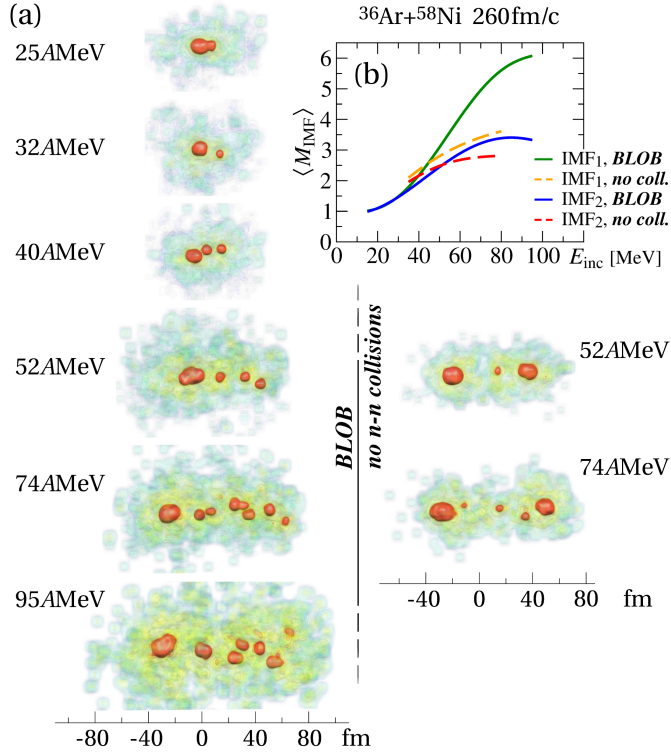 (a)
³⁶Ar+⁵⁸Ni 260fm/c
25AMeV
32AMeV
40AMeV
52AMeV
74AMeV
95AMeV
-80 -40 0 40 80 fm
(b)
⟨M_IMF⟩
6
5
4
3
2
1
0
0 20 40 60 80 100 E_inc [MeV]
IMF₁, BLOB
IMF₁, no coll.
IMF₂, BLOB
IMF₂, no coll.
BLOB
no n-n collisions
52AMeV
74AMeV
-40 0 40 fm